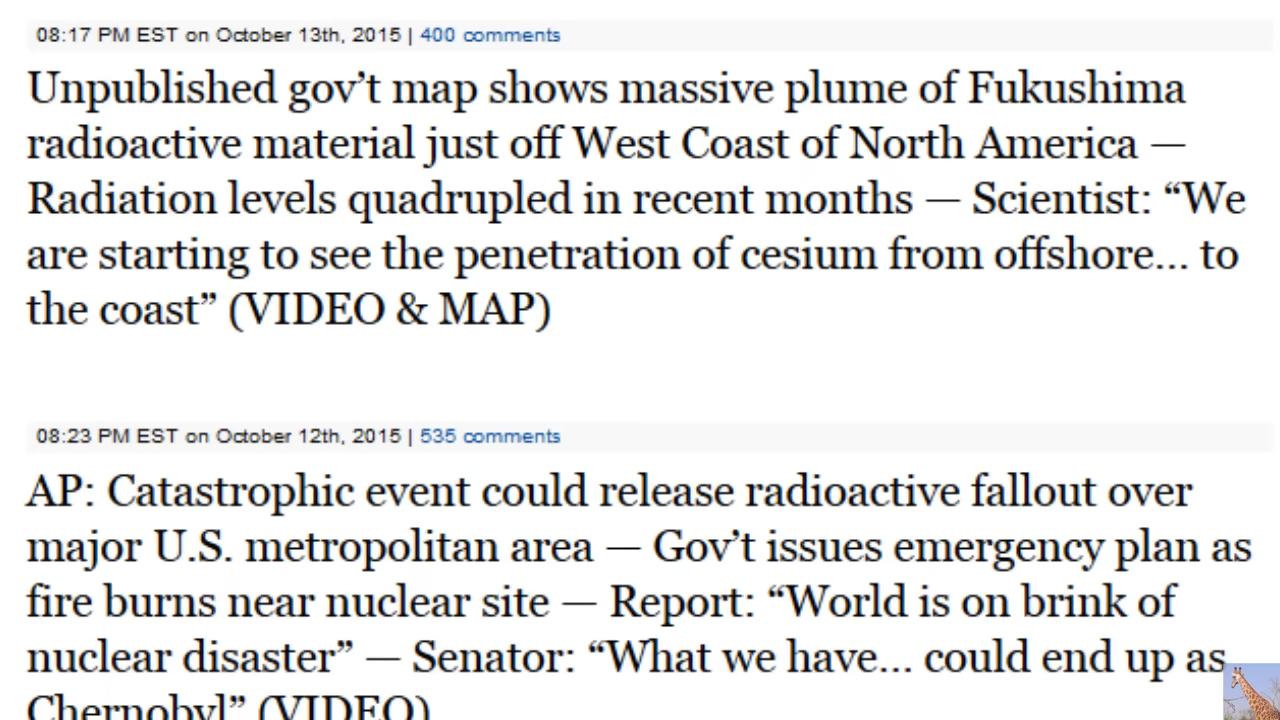 08:17 PM EST on October 13th, 2015 | 400 comments
Unpublished gov’t map shows massive plume of Fukushima
radioactive material just off West Coast of North America —
Radiation levels quadrupled in recent months — Scientist: “We
are starting to see the penetration of cesium from offshore… to
the coast” (VIDEO & MAP)
08:23 PM EST on October 12th, 2015 | 535 comments
AP: Catastrophic event could release radioactive fallout over
major U.S. metropolitan area — Gov’t issues emergency plan as
fire burns near nuclear site — Report: “World is on brink of
nuclear disaster” — Senator: “What we have… could end up as
Chernobyl” (VIDEO)